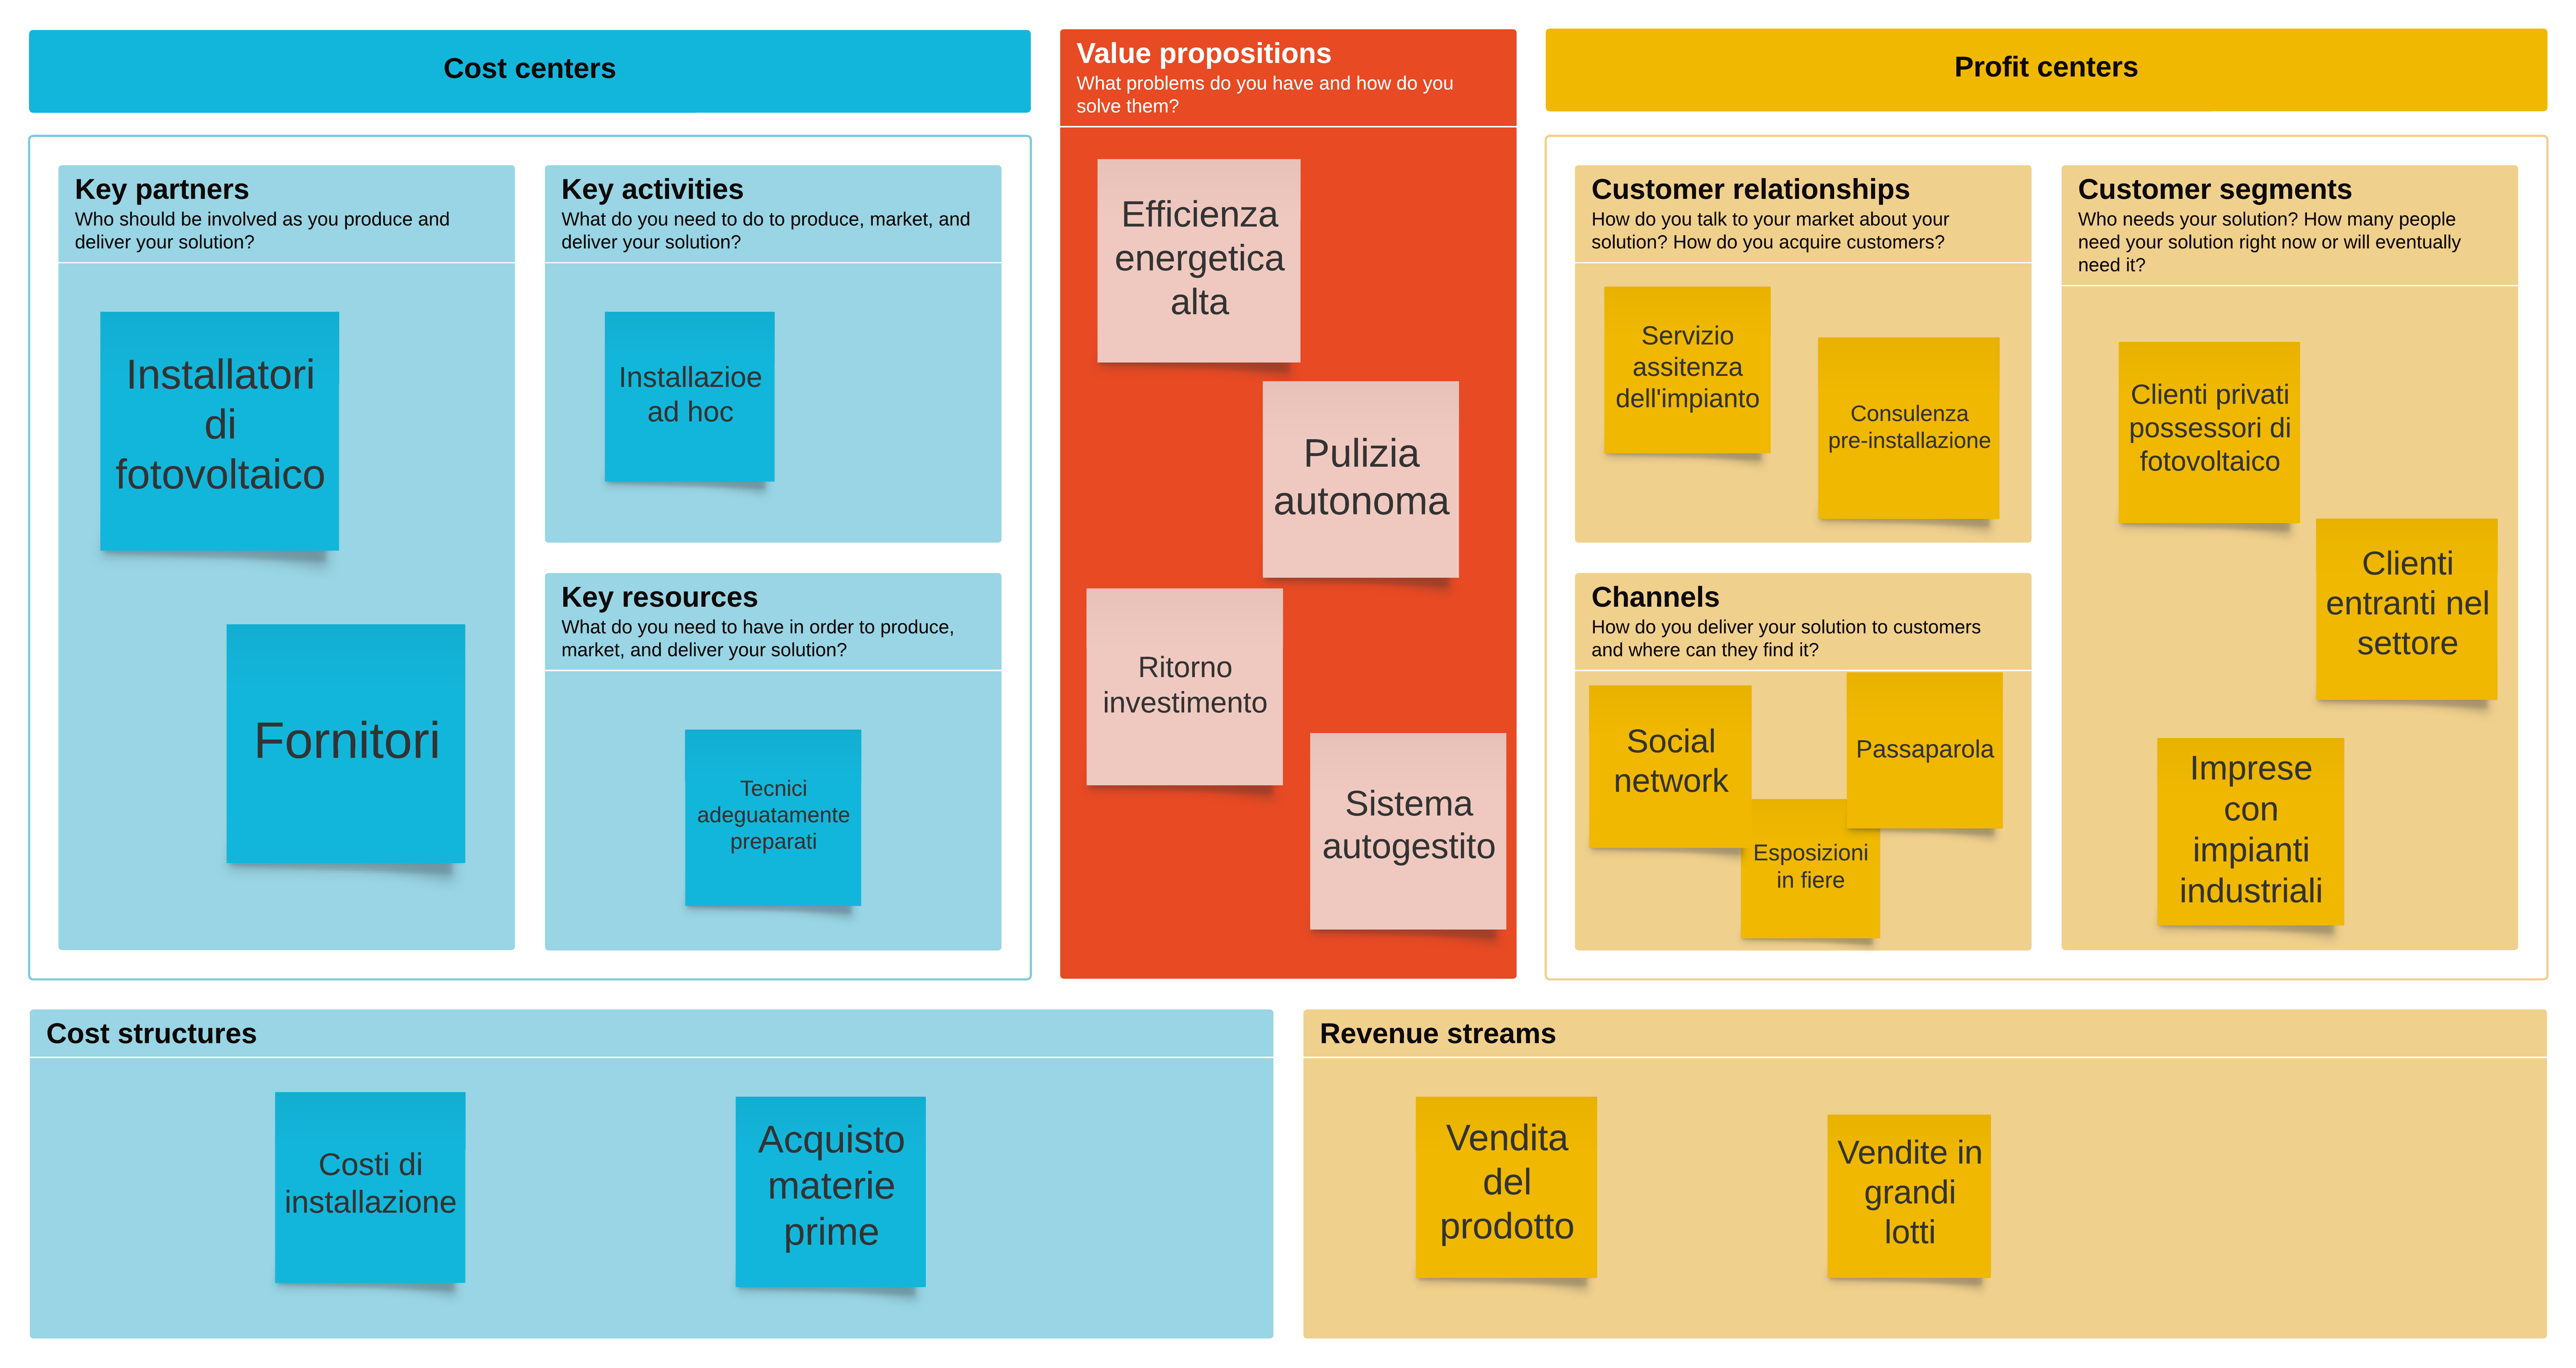 Cost centers
Key partners
Who should be involved as you produce and
deliver your solution?
Installatori
di
fotovoltaico
Fornitori
Key activities
What do you need to do to produce, market, and
deliver your solution?
Installazioe
ad hoc
Key resources
What do you need to have in order to produce,
market, and deliver your solution?
Tecnici
adeguatamente
preparati
Value propositions
What problems do you have and how do you
solve them?
Efficienza
energetica
alta
Pulizia
autonoma
Ritorno
investimento
Sistema
autogestito
Profit centers
Customer relationships
How do you talk to your market about your
solution? How do you acquire customers?
Servizio
assitenza
dell'impianto
Consulenza
pre-installazione
Channels
How do you deliver your solution to customers
and where can they find it?
Social
network
Passaparola
Esposizioni
in fiere
Customer segments
Who needs your solution? How many people
need your solution right now or will eventually
need it?
Clienti privati
possessori di
fotovoltaico
Clienti
entranti nel
settore
Imprese
con
impianti
industriali
Cost structures
Costi di
installazione
Acquisto
materie
prime
Revenue streams
Vendita
del
prodotto
Vendite in
grandi
lotti